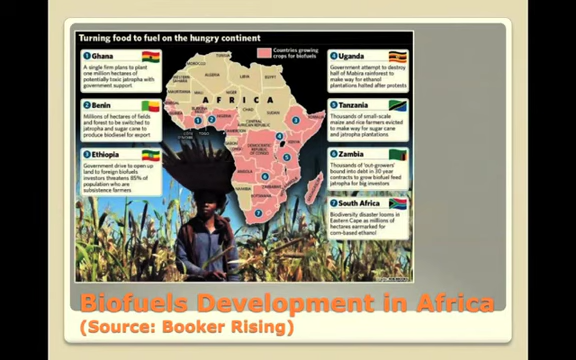 Turning food to fuel on the hungry continent
Countries growing
crops for biofuels
1 Ghana
A single firm plans to plant
one million hectares of
potentially toxic jatropha with
government support
2 Benin
Millions of hectares of fields
and forest to be switched to
jatropha and sugar cane to
produce biodiesel for export
3 Ethiopia
Government drive to open up
land to foreign biofuels
investors threatens 85% of
population who are
subsistence farmers
AFRICA
4 Uganda
Government attempt to destroy
half of Mabira rainforest to
make way for ethanol
plantations halted after protests
5 Tanzania
Thousands of small-scale
maize and rice farmers evicted
to make way for sugar cane
and jatropha plantations
6 Zambia
Thousands of 'out-growers'
bound into debt in 30 year
contracts to grow biofuel feed
jatropha for big investors
7 South Africa
Biodiversity disaster looms in
Eastern Cape as millions of
hectares earmarked for
corn-based ethanol
Biofuels Development in Africa
(Source: Booker Rising)